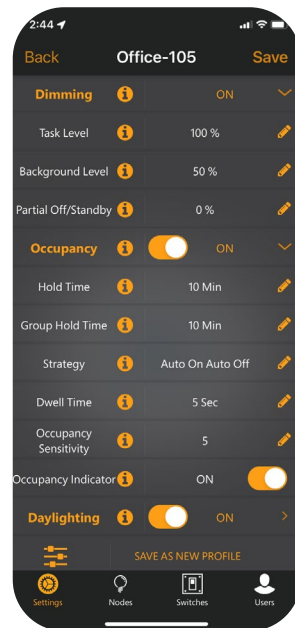 2:44
Back Office-105 Save
Dimming ON
Task Level 100 %
Background Level 50 %
Partial Off/Standby 0 %
Occupancy ON
Hold Time 10 Min
Group Hold Time 10 Min
Strategy Auto On Auto Off
Dwell Time 5 Sec
Occupancy
Sensitivity 5
Occupancy Indicator ON
Daylighting ON
SAVE AS NEW PROFILE
Settings Nodes Switches Users